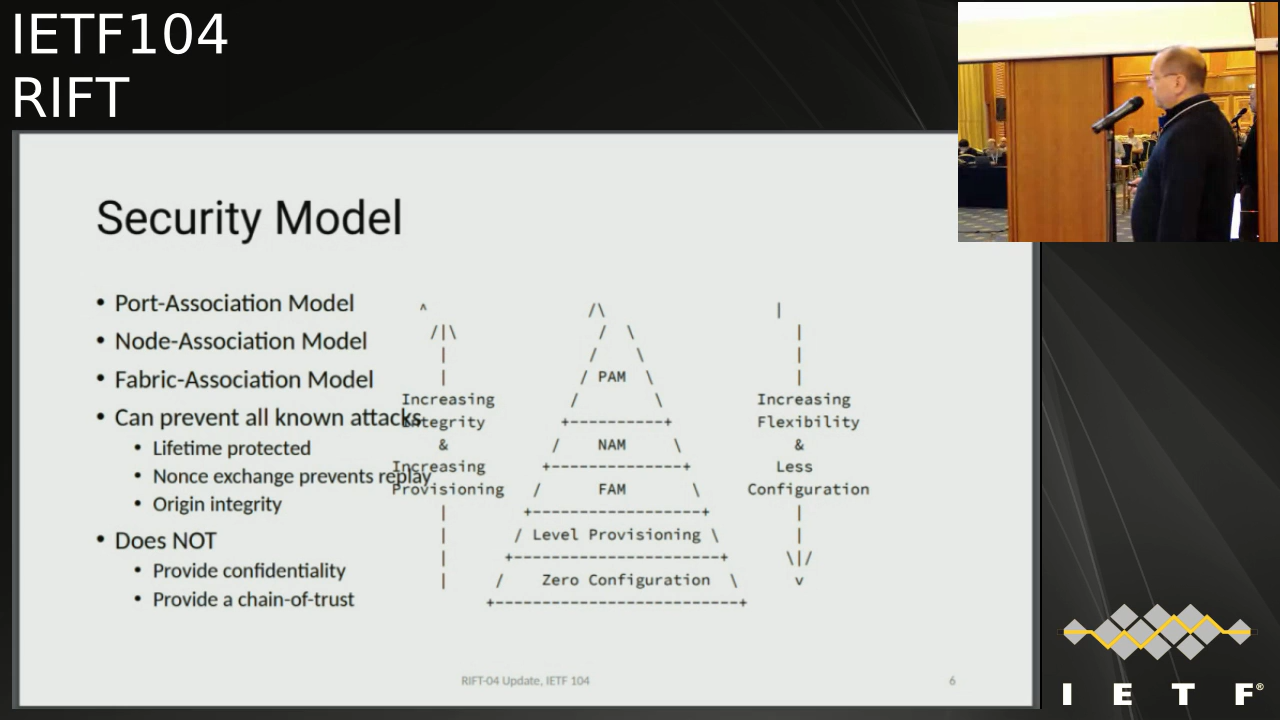 IETF104
RIFT
Security Model
• Port-Association Model
• Node-Association Model
• Fabric-Association Model
• Can prevent all known attacks
• Lifetime protected
• Nonce exchange prevents replay
• Origin integrity
• Does NOT
• Provide confidentiality
• Provide a chain-of-trust
^ /\ |
/|\ / \ |
| / \ |
| / PAM \ |
Increasing / \ Increasing
Integrity +----------+ Flexibility
& / NAM \ &
Increasing +--------------+ Less
Provisioning / FAM \ Configuration
| +------------------+ |
| / Level Provisioning \ |
| +----------------------+ \|/
| / Zero Configuration \ v
+--------------------------+
RIFT-04 Update, IETF 104
6
I E T F®